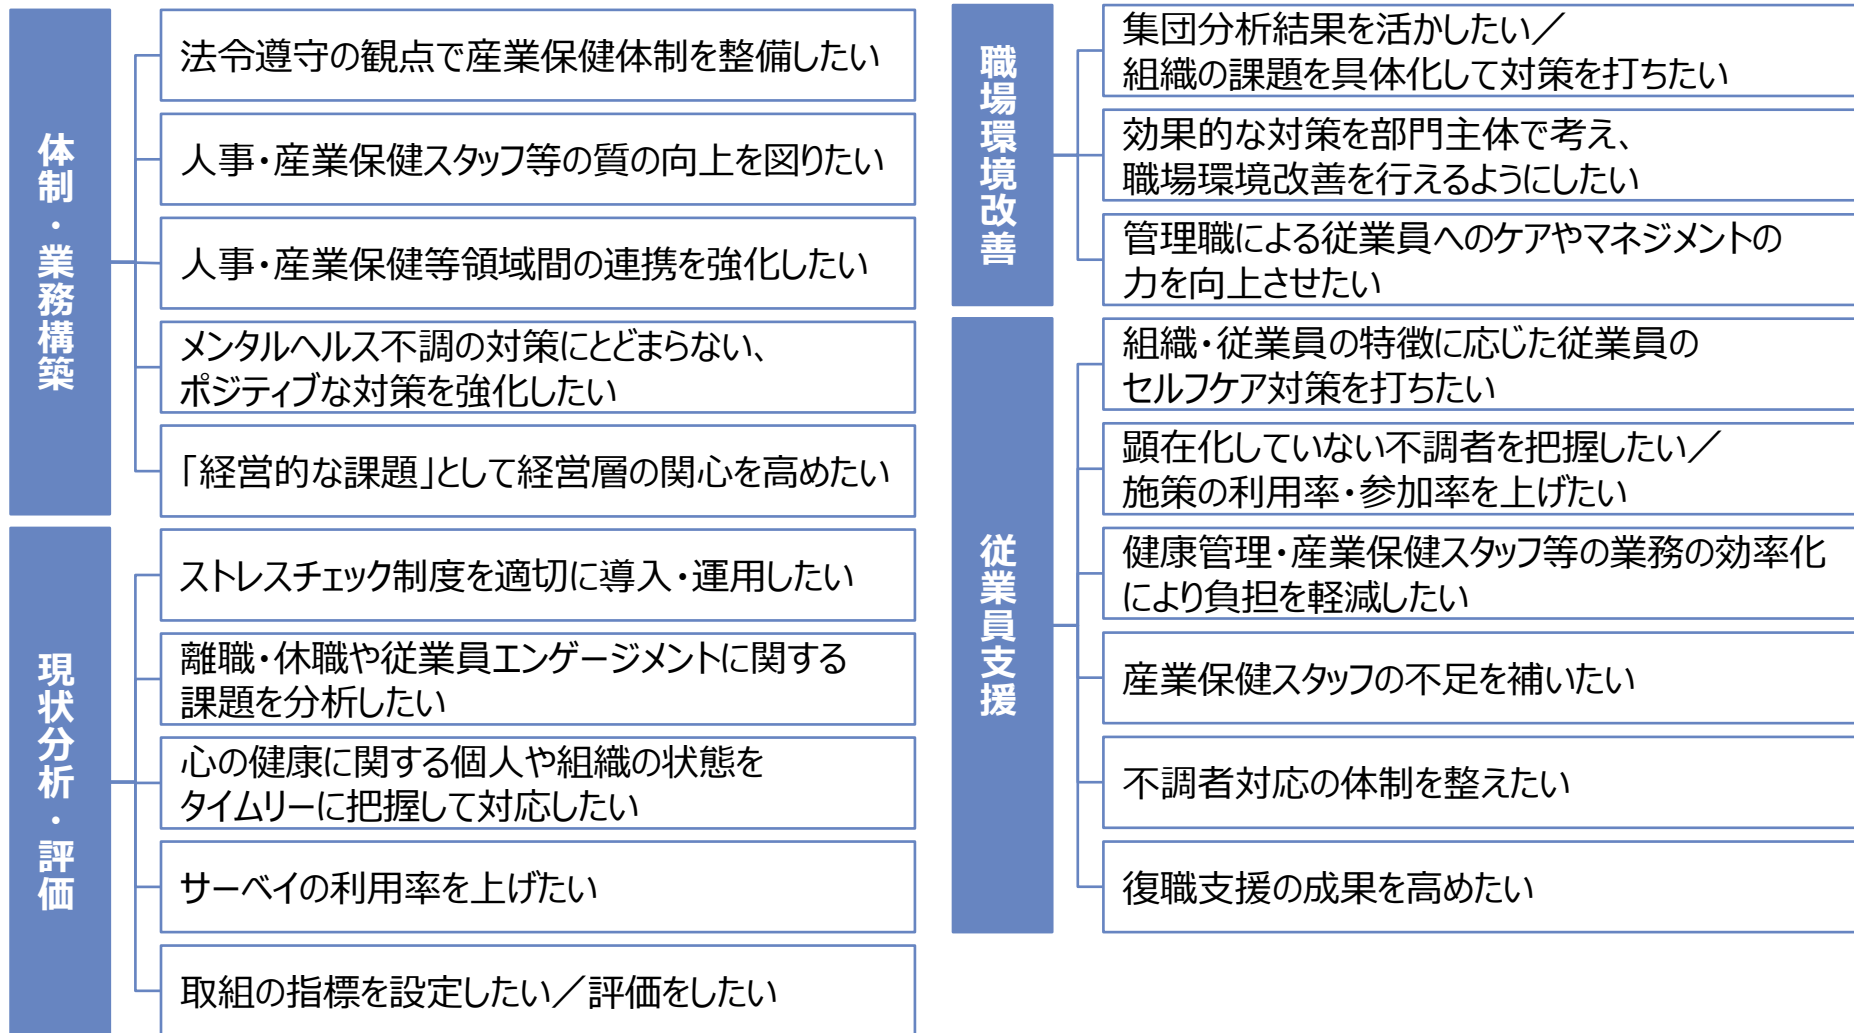 体制・業務構築
法令遵守の観点で産業保健体制を整備したい
人事・産業保健スタッフ等の質の向上を図りたい
人事・産業保健等領域間の連携を強化したい
メンタルヘルス不調の対策にとどまらない、
ポジティブな対策を強化したい
「経営的な課題」として経営層の関心を高めたい
現状分析・評価
ストレスチェック制度を適切に導入・運用したい
離職・休職や従業員エンゲージメントに関する
課題を分析したい
心の健康に関する個人や組織の状態を
タイムリーに把握して対応したい
サーベイの利用率を上げたい
取組の指標を設定したい／評価をしたい
職場環境改善
集団分析結果を活かしたい／
組織の課題を具体化して対策を打ちたい
効果的な対策を部門主体で考え、
職場環境改善を行えるようにしたい
管理職による従業員へのケアやマネジメントの
力を向上させたい
従業員支援
組織・従業員の特徴に応じた従業員の
セルフケア対策を打ちたい
顕在化していない不調者を把握したい／
施策の利用率・参加率を上げたい
健康管理・産業保健スタッフ等の業務の効率化
により負担を軽減したい
産業保健スタッフの不足を補いたい
不調者対応の体制を整えたい
復職支援の成果を高めたい